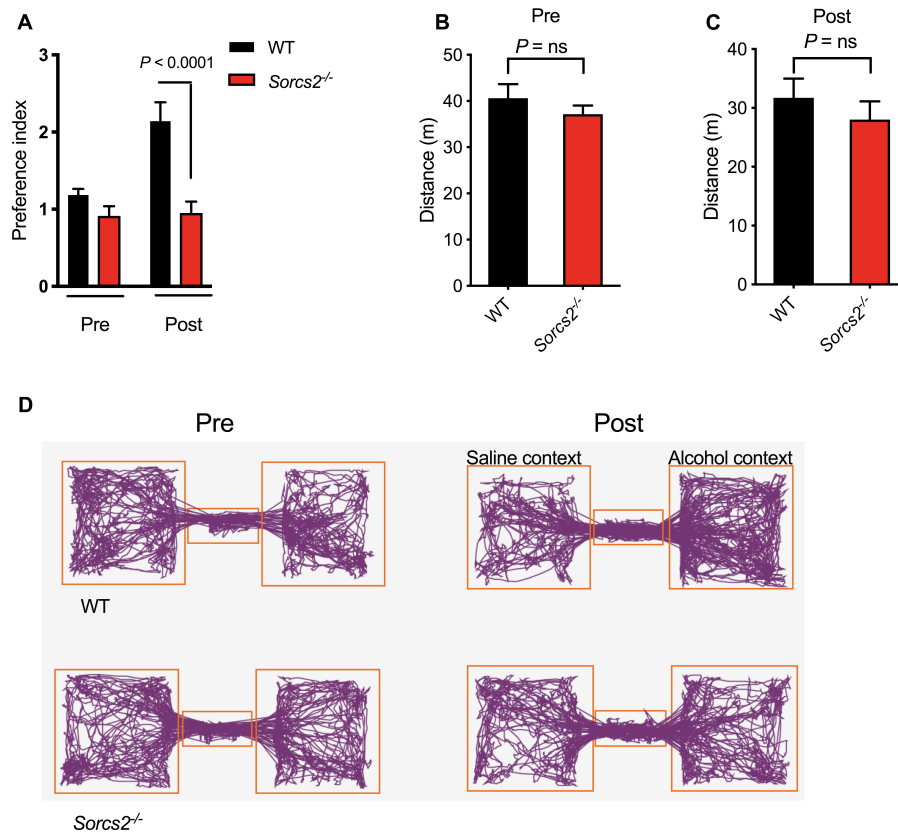 A
WT
Sorcs2-/-
P < 0.0001
3
2
1
0
Preference index
Pre
Post
B
Pre
P = ns
50
40
30
20
10
0
Distance (m)
WT
Sorcs2-/-
C
Post
P = ns
40
30
20
10
0
Distance (m)
WT
Sorcs2-/-
D
Pre
Post
Saline context
Alcohol context
WT
Sorcs2-/-